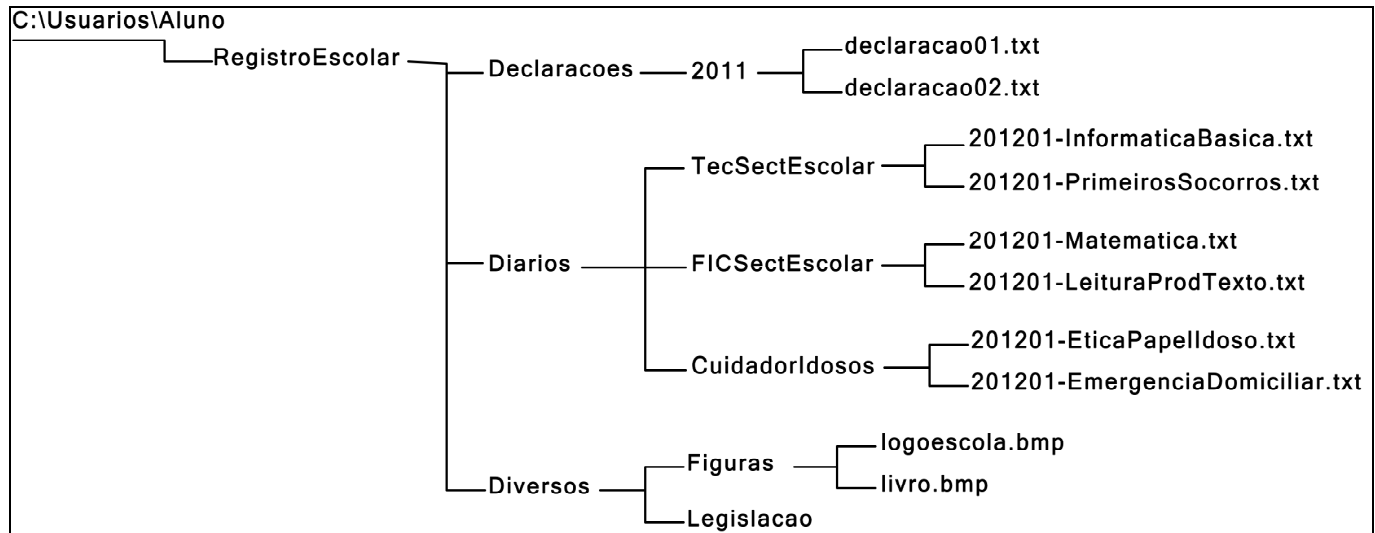 C:\Usuarios\Aluno
RegistroEscolar
Declaracoes
2011
declaracao01.txt
declaracao02.txt
Diarios
TecSectEscolar
201201-InformaticaBasica.txt
201201-PrimeirosSocorros.txt
FICSectEscolar
201201-Matematica.txt
201201-LeituraProdTexto.txt
CuidadorIdosos
201201-EticaPapelIdoso.txt
201201-EmergenciaDomiciliar.txt
Diversos
Figuras
logoescola.bmp
livro.bmp
Legislacao